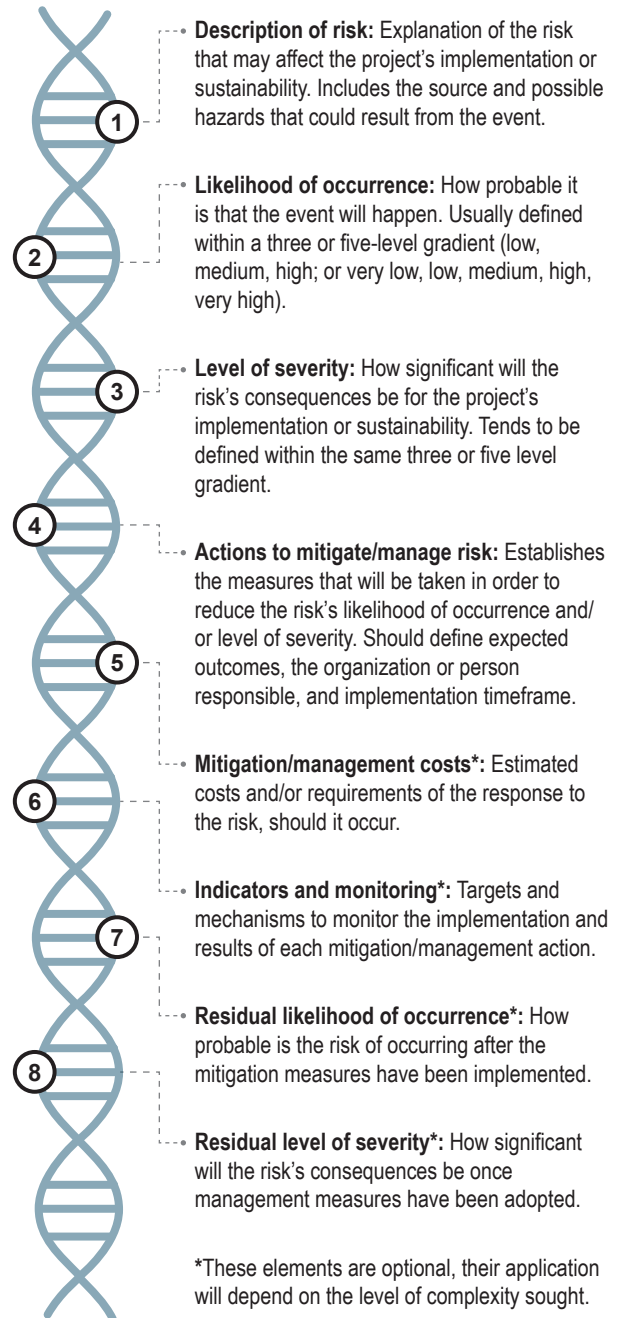 Description of risk: Explanation of the risk
that may affect the project's implementation or
sustainability. Includes the source and possible
hazards that could result from the event.
1
Likelihood of occurrence: How probable it
is that the event will happen. Usually defined
within a three or five-level gradient (low,
medium, high; or very low, low, medium, high,
very high).
2
Level of severity: How significant will the
risk's consequences be for the project's
implementation or sustainability. Tends to be
defined within the same three or five level
gradient.
3
4
Actions to mitigate/manage risk: Establishes
the measures that will be taken in order to
reduce the risk's likelihood of occurrence and/
or level of severity. Should define expected
outcomes, the organization or person
responsible, and implementation timeframe.
5
Mitigation/management costs*: Estimated
costs and/or requirements of the response to
the risk, should it occur.
6
Indicators and monitoring*: Targets and
mechanisms to monitor the implementation and
results of each mitigation/management action.
7
Residual likelihood of occurrence*: How
probable is the risk of occurring after the
mitigation measures have been implemented.
8
Residual level of severity*: How significant
will the risk's consequences be once
management measures have been adopted.
*These elements are optional, their application
will depend on the level of complexity sought.